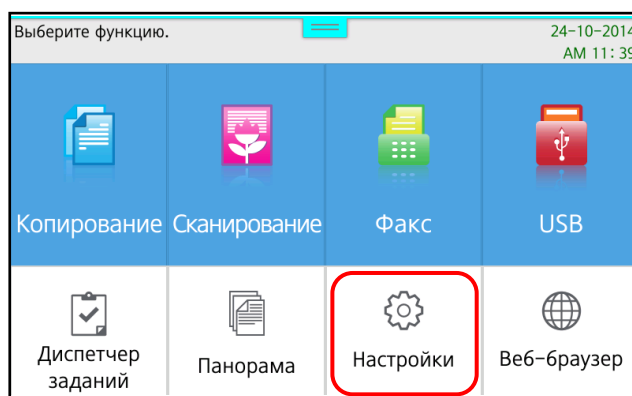 Выберите функцию.
24-10-2014
AM 11:39
Копирование
Сканирование
Факс
USB
Диспетчер
заданий
Панорама
Настройки
Веб-браузер